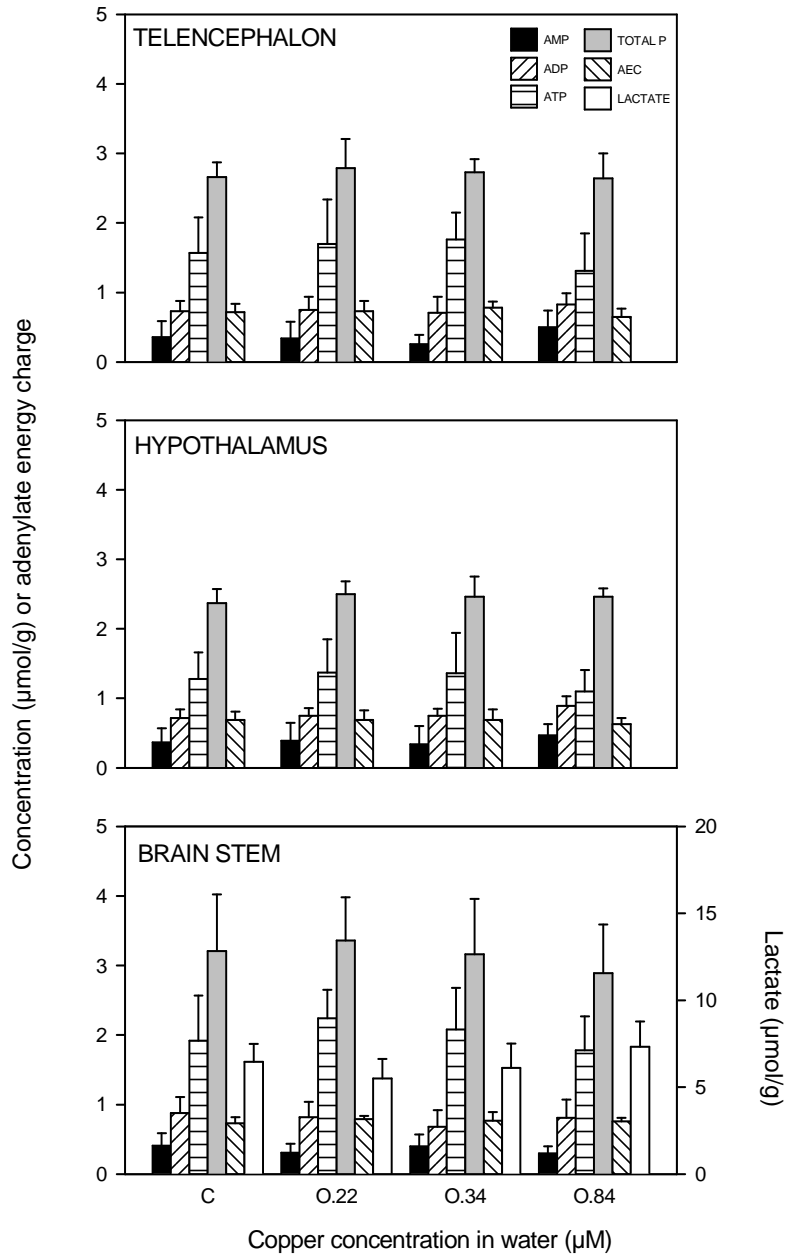 5
TELENCEPHALON
AMP TOTAL P
ADP AEC
ATP LACTATE
4
3
2
1
0
5
HYPOTHALAMUS
4
3
2
1
0
Concentration (µmol/g) or adenylate energy charge
5 20
BRAIN STEM
4
15
3
10
2
5
1
0 0
Lactate (µmol/g)
C O.22 O.34 O.84
Copper concentration in water (µM)